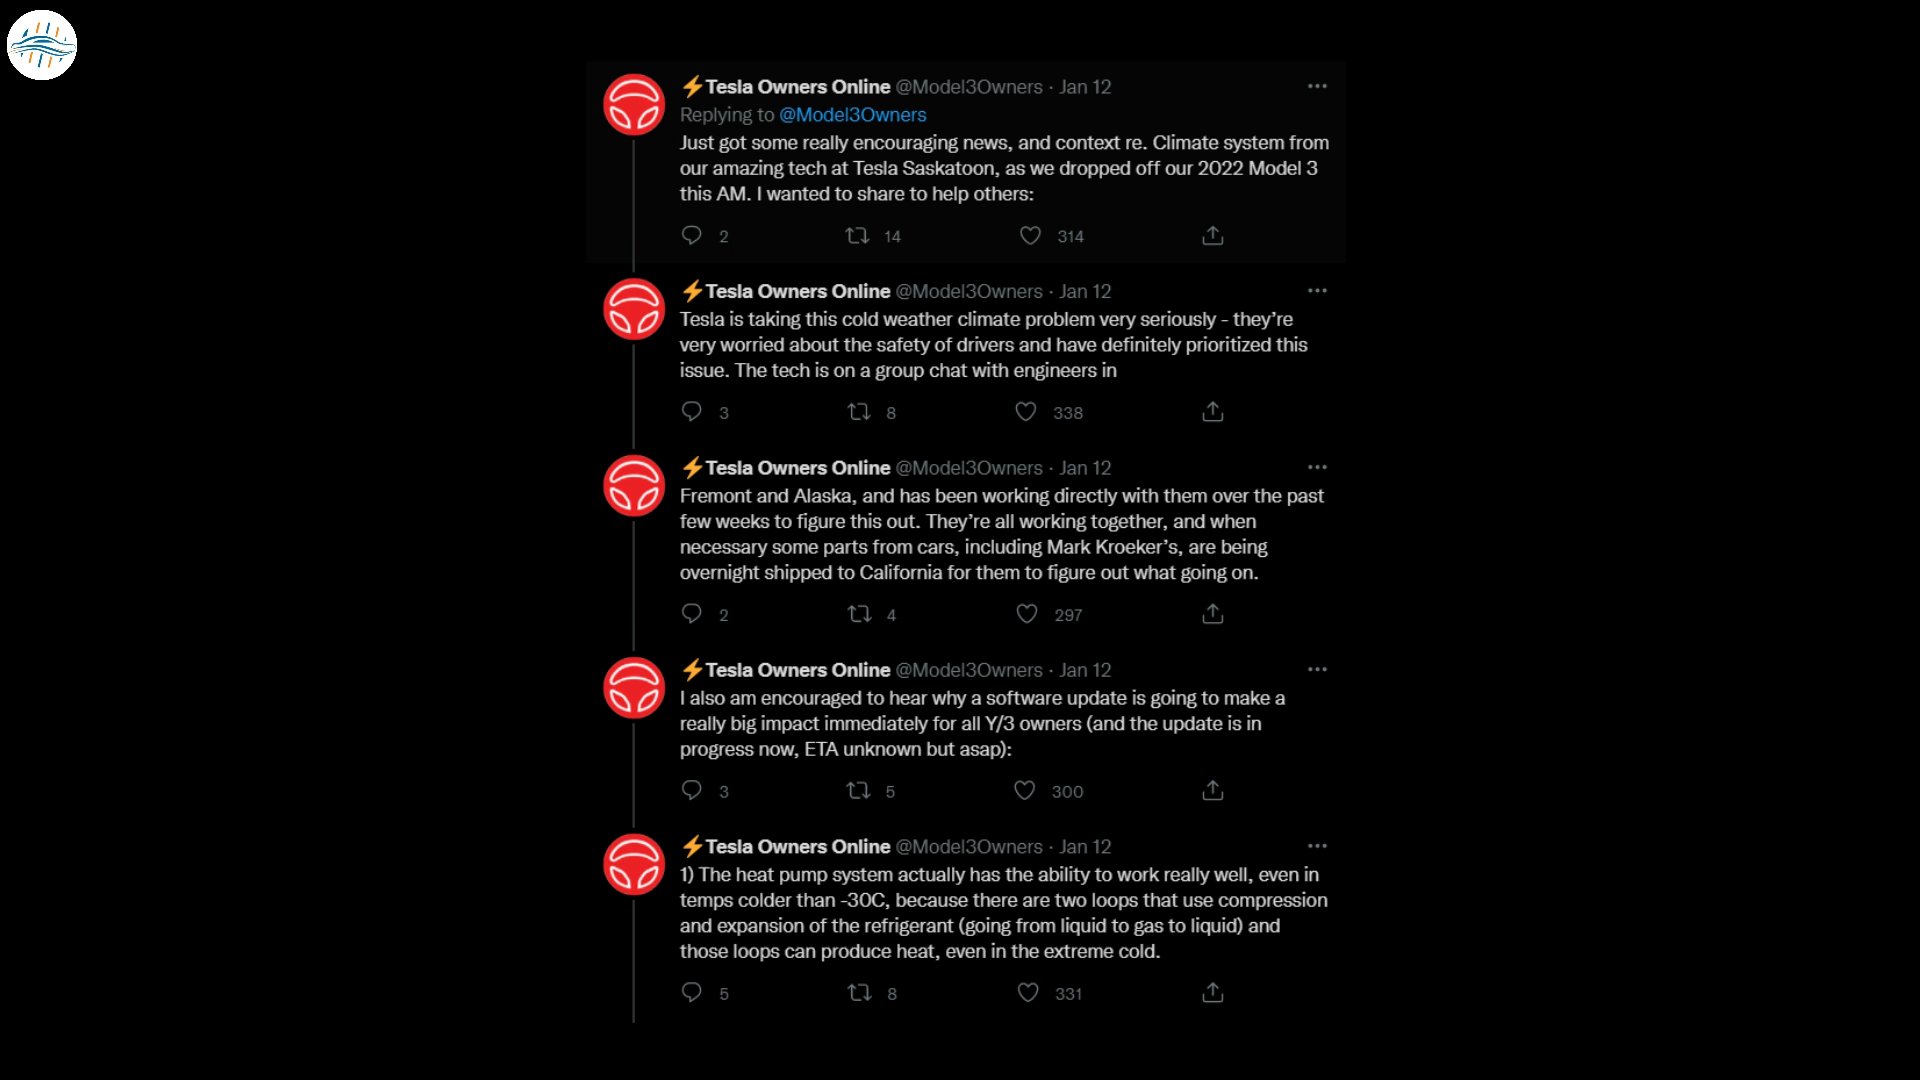 ⚡Tesla Owners Online @Model3Owners · Jan 12
Replying to @Model3Owners
Just got some really encouraging news, and context re. Climate system from
our amazing tech at Tesla Saskatoon, as we dropped off our 2022 Model 3
this AM. I wanted to share to help others:
2 14 314
⚡Tesla Owners Online @Model3Owners · Jan 12
Tesla is taking this cold weather climate problem very seriously - they’re
very worried about the safety of drivers and have definitely prioritized this
issue. The tech is on a group chat with engineers in
3 8 338
⚡Tesla Owners Online @Model3Owners · Jan 12
Fremont and Alaska, and has been working directly with them over the past
few weeks to figure this out. They’re all working together, and when
necessary some parts from cars, including Mark Kroeker’s, are being
overnight shipped to California for them to figure out what going on.
2 4 297
⚡Tesla Owners Online @Model3Owners · Jan 12
I also am encouraged to hear why a software update is going to make a
really big impact immediately for all Y/3 owners (and the update is in
progress now, ETA unknown but asap):
3 5 300
⚡Tesla Owners Online @Model3Owners · Jan 12
1) The heat pump system actually has the ability to work really well, even in
temps colder than -30C, because there are two loops that use compression
and expansion of the refrigerant (going from liquid to gas to liquid) and
those loops can produce heat, even in the extreme cold.
5 8 331